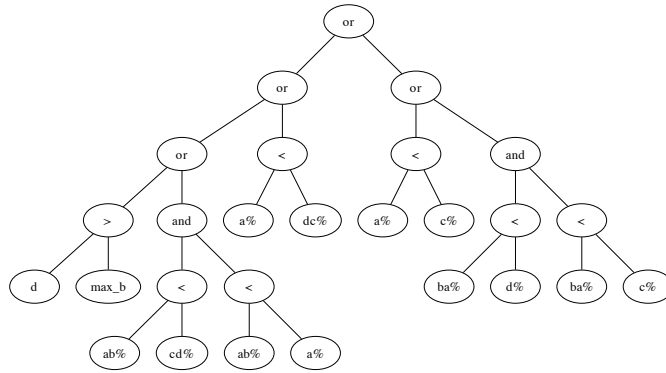 or
or or
or < < and
> and a% dc% a% c% < <
d max_b < < ba% d% ba% c%
ab% cd% ab% a%